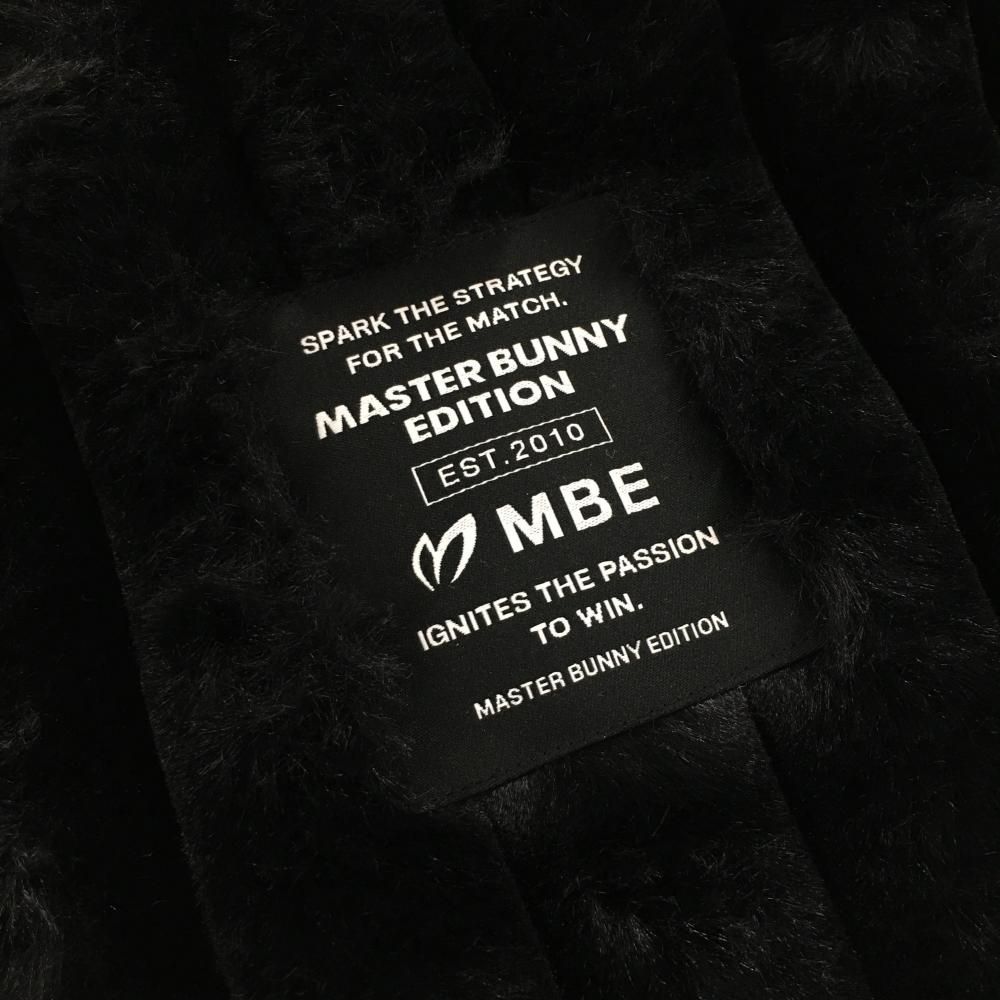 SPARK THE STRATEGY
FOR THE MATCH.
MASTER BUNNY
EDITION
EST.2010
MBE
IGNITES THE PASSION
TO WIN.
MASTER BUNNY EDITION